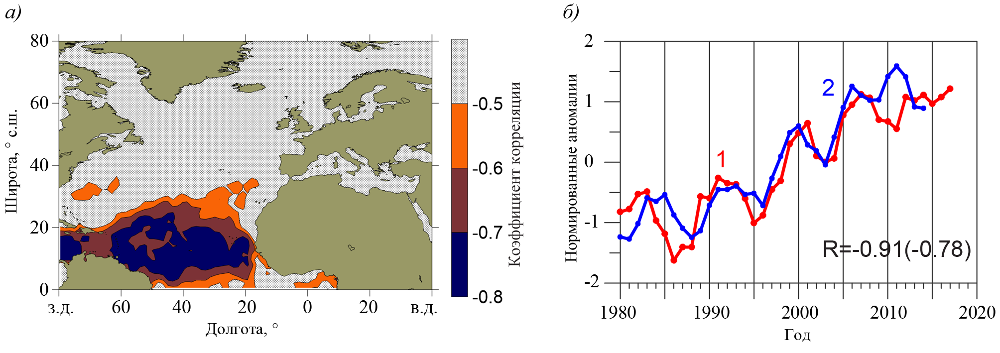 а)
80
60
40
20
0
з.д.
60
40
20
0
20
в.д.
Долгота, °
Широта, ° с.ш.
-0.5
-0.6
-0.7
-0.8
Коэффициент корреляции
б)
2
1
0
-1
-2
Нормированные аномалии
1
2
R=-0.91(-0.78)
1980
1990
2000
2010
2020
Год